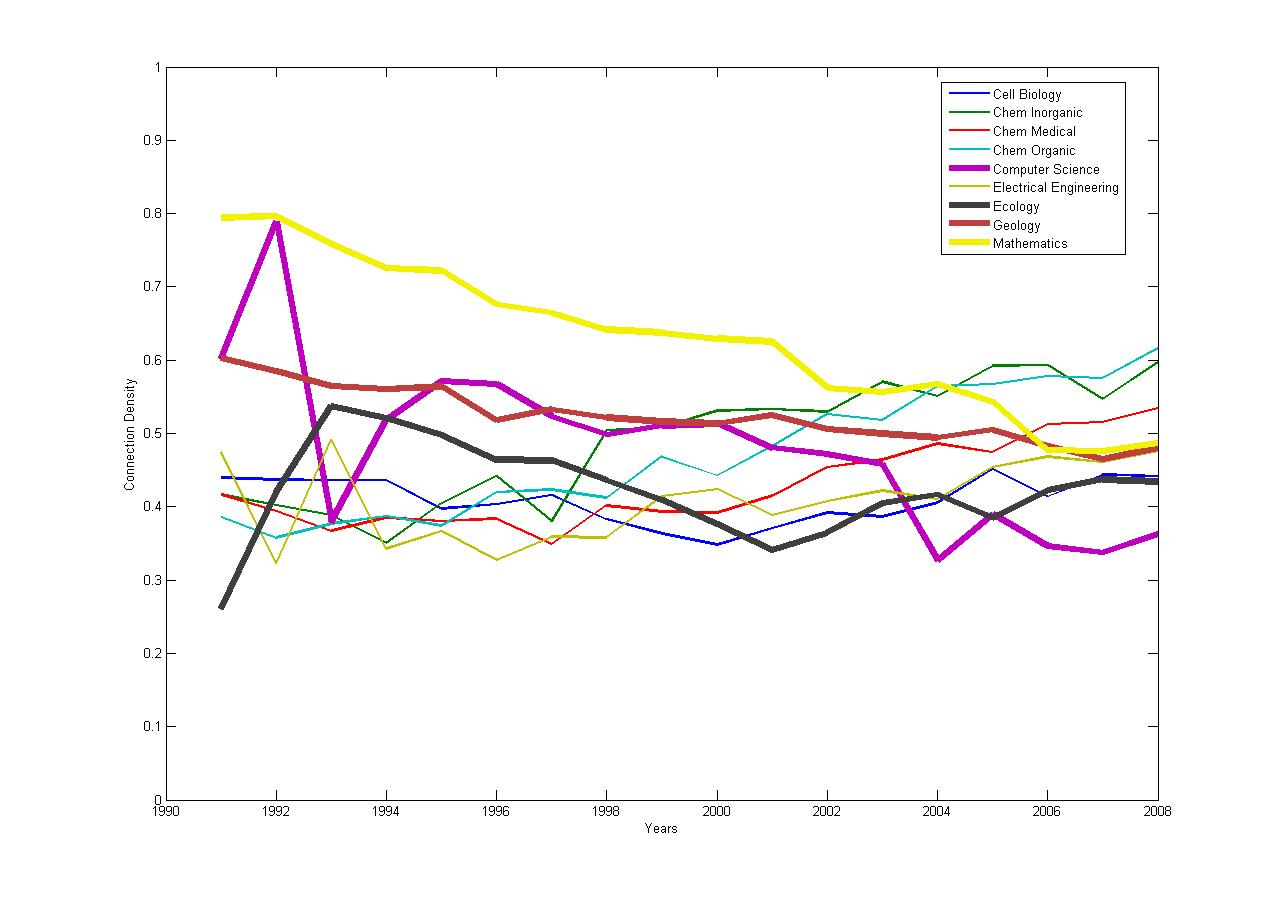 1
0.9
0.8
0.7
0.6
0.5
0.4
0.3
0.2
0.1
0
Connection Density
1990 1992 1994 1996 1998 2000 2002 2004 2006 2008
Years
Cell Biology
Chem Inorganic
Chem Medical
Chem Organic
Computer Science
Electrical Engineering
Ecology
Geology
Mathematics